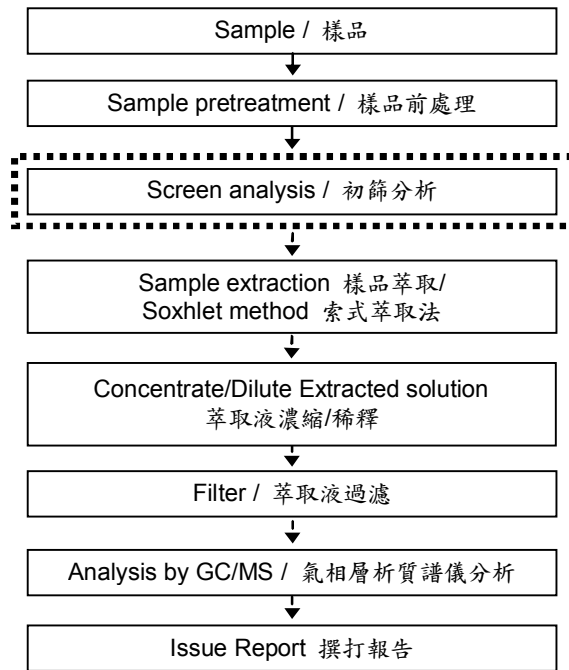 Sample / 樣品
Sample pretreatment / 樣品前處理
Screen analysis / 初篩分析
Sample extraction 樣品萃取/
Soxhlet method 索式萃取法
Concentrate/Dilute Extracted solution
萃取液濃縮/稀釋
Filter / 萃取液過濾
Analysis by GC/MS / 氣相層析質譜儀分析
Issue Report 撰打報告